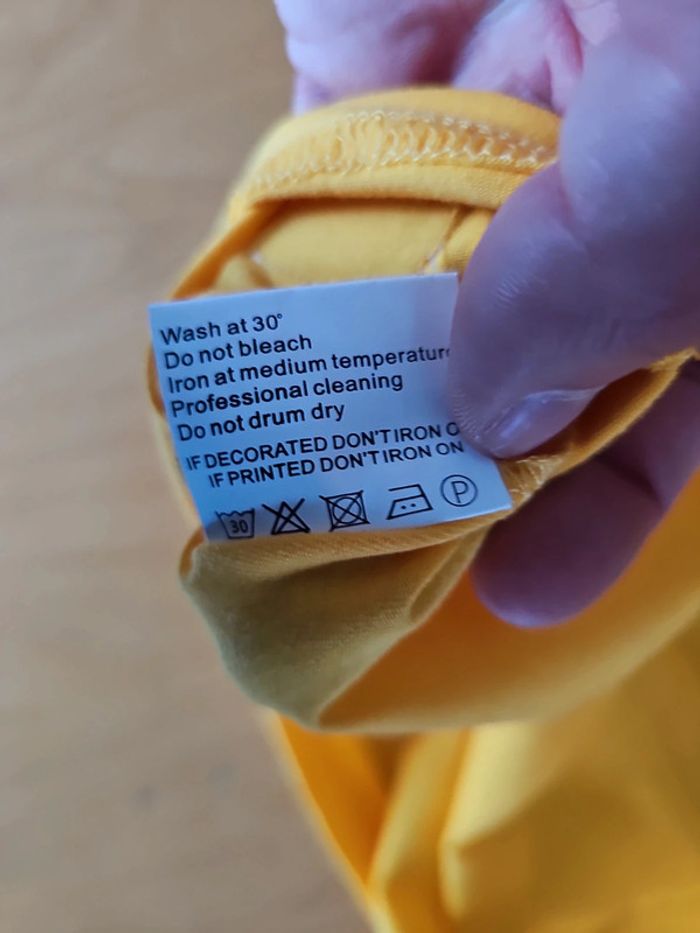 Wash at 30°
Do not bleach
Iron at medium temperatur
Professional cleaning
Do not drum dry
IF DECORATED DON'T IRON
IF PRINTED DON'T IRON ON
30
P